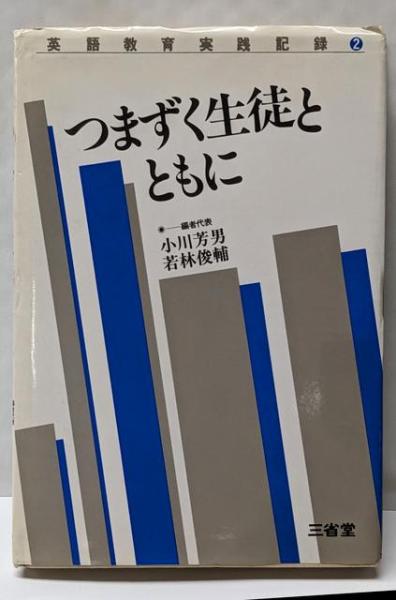 英語教育実践記録 2
つまずく生徒と
ともに
編者代表
小川芳男
若林俊輔
三省堂